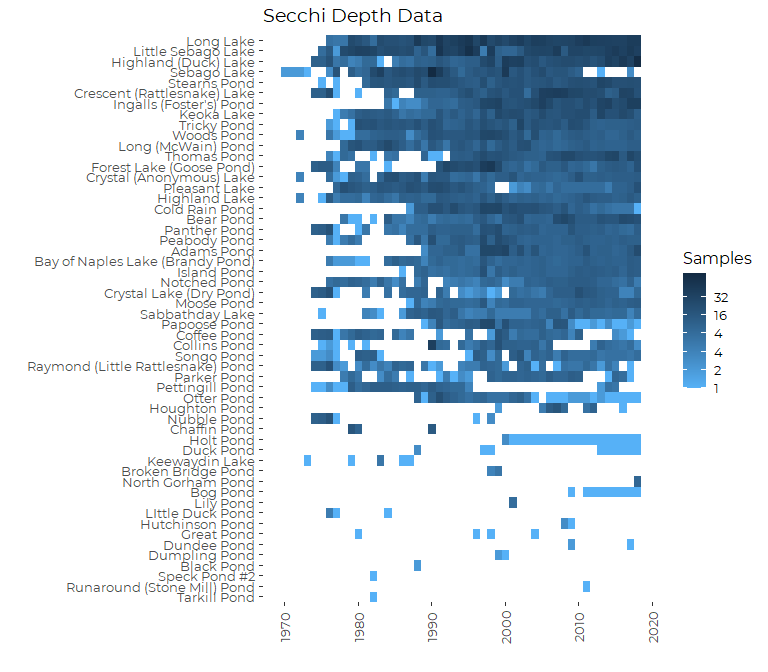 Secchi Depth Data
Long Lake
Little Sebago Lake
Highland (Duck) Lake
Sebago Lake
Stearns Pond
Crescent (Rattlesnake) Lake
Ingalls (Foster's) Pond
Keoka Lake
Tricky Pond
Woods Pond
Long (McWain) Pond
Thomas Pond
Forest Lake (Goose Pond)
Crystal (Anonymous) Lake
Pleasant Lake
Highland Lake
Cold Rain Pond
Bear Pond
Panther Pond
Peabody Pond
Adams Pond
Bay of Naples Lake (Brandy Pond)
Island Pond
Notched Pond
Crystal Lake (Dry Pond)
Moose Pond
Sabbathday Lake
Papoose Pond
Coffee Pond
Collins Pond
Songo Pond
Raymond (Little Rattlesnake) Pond
Parker Pond
Pettingill Pond
Otter Pond
Houghton Pond
Nubble Pond
Chaffin Pond
Holt Pond
Duck Pond
Keewaydin Lake
Broken Bridge Pond
North Gorham Pond
Bog Pond
Lily Pond
LIttle Duck Pond
Hutchinson Pond
Great Pond
Dundee Pond
Dumpling Pond
Black Pond
Speck Pond #2
Runaround (Stone Mill) Pond
Tarkill Pond
1970
1980
1990
2000
2010
2020
Samples
32
16
4
4
2
1